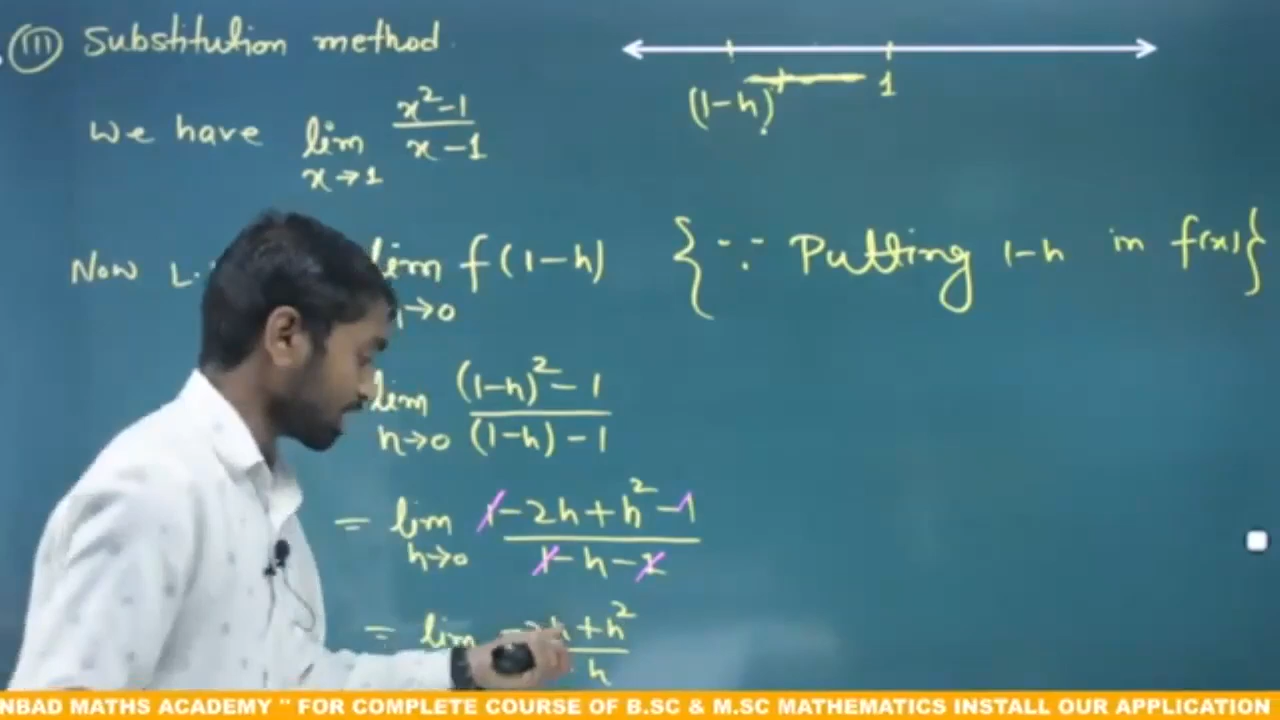 (III) Substitution method.
1
(1-h)
We have lim x→1 (x²-1)/(x-1)
Now L. lim h→0 f(1-h) {∵ Putting 1-h in f(x)}
lim h→0 ((1-h)²-1)/((1-h)-1)
= lim h→0 (1-2h+h²-1)/(1-h-1)
= lim -2h+h² / h
NBAD MATHS ACADEMY " FOR COMPLETE COURSE OF B.SC & M.SC MATHEMATICS INSTALL OUR APPLICATION